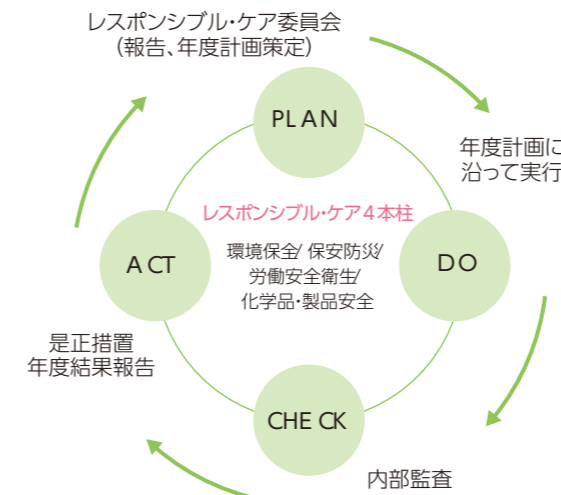 レスポンシブル・ケア委員会
(報告、年度計画策定)
PLAN
年度計画に
沿って実行
レスポンシブル・ケア4本柱
環境保全/ 保安防災/
労働安全衛生/
化学品・製品安全
ACT
DO
是正措置
年度結果報告
CHECK
内部監査